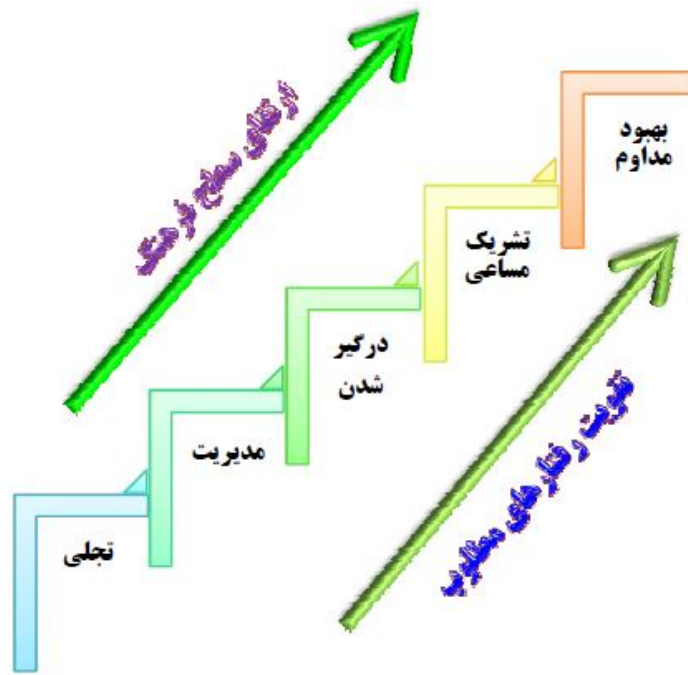 ارتقای سطح فرهنگ
بهبود
مداوم
تشریک
مساعی
درگیر
شدن
مدیریت
تجلی
تقویت رفتارهای مطلوب